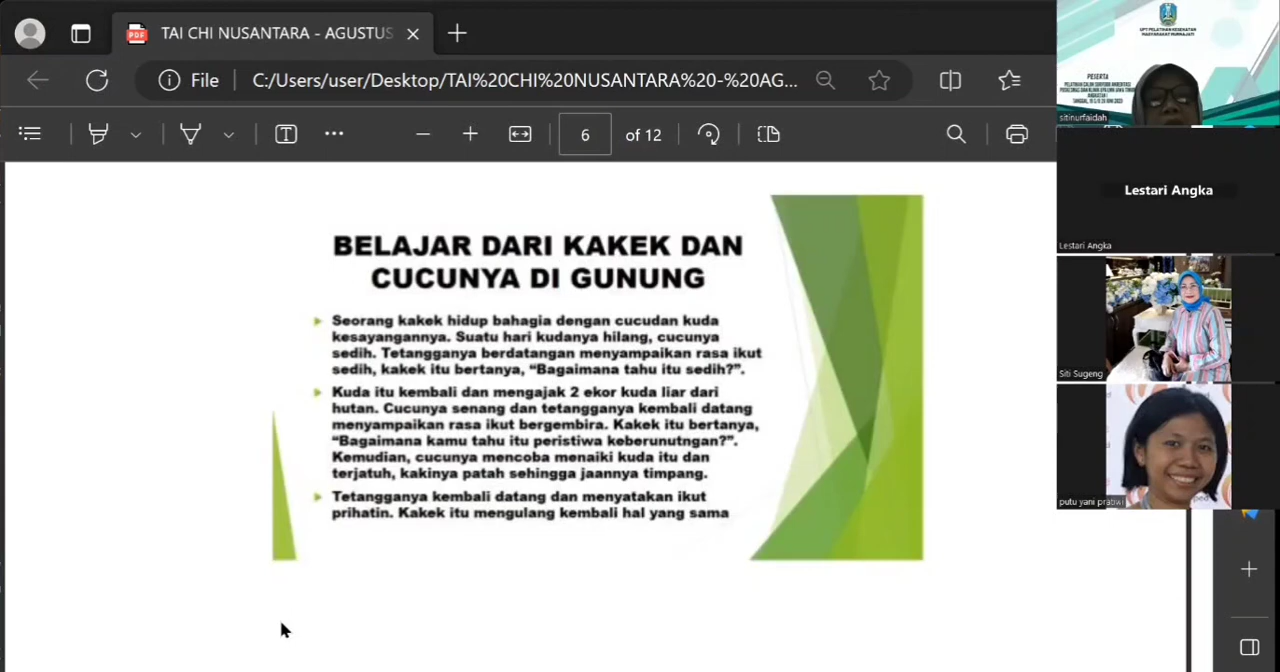 TAI CHI NUSANTARA - AGUSTUS
File
C:/Users/user/Desktop/TAI%20CHI%20NUSANTARA%20-%20AG...
6 of 12
BELAJAR DARI KAKEK DAN
CUCUNYA DI GUNUNG
Seorang kakek hidup bahagia dengan cucudan kuda
kesayangannya. Suatu hari kudanya hilang, cucunya
sedih. Tetangganya berdatangan menyampaikan rasa ikut
sedih, kakek itu bertanya, “Bagaimana tahu itu sedih?”.
Kuda itu kembali dan mengajak 2 ekor kuda liar dari
hutan. Cucunya senang dan tetangganya kembali datang
menyampaikan rasa ikut bergembira. Kakek itu bertanya,
“Bagaimana kamu tahu itu peristiwa keberunutngan?”.
Kemudian, cucunya mencoba menaiki kuda itu dan
terjatuh, kakinya patah sehingga jaannya timpang.
Tetangganya kembali datang dan menyatakan ikut
prihatin. Kakek itu mengulang kembali hal yang sama
UPT PELATIHAN KESEHATAN
MASYARAKAT MURNAJATI
PESERTA
sitinurfaidah
Lestari Angka
Lestari Angka
Siti Sugeng
putu yani pratiwi